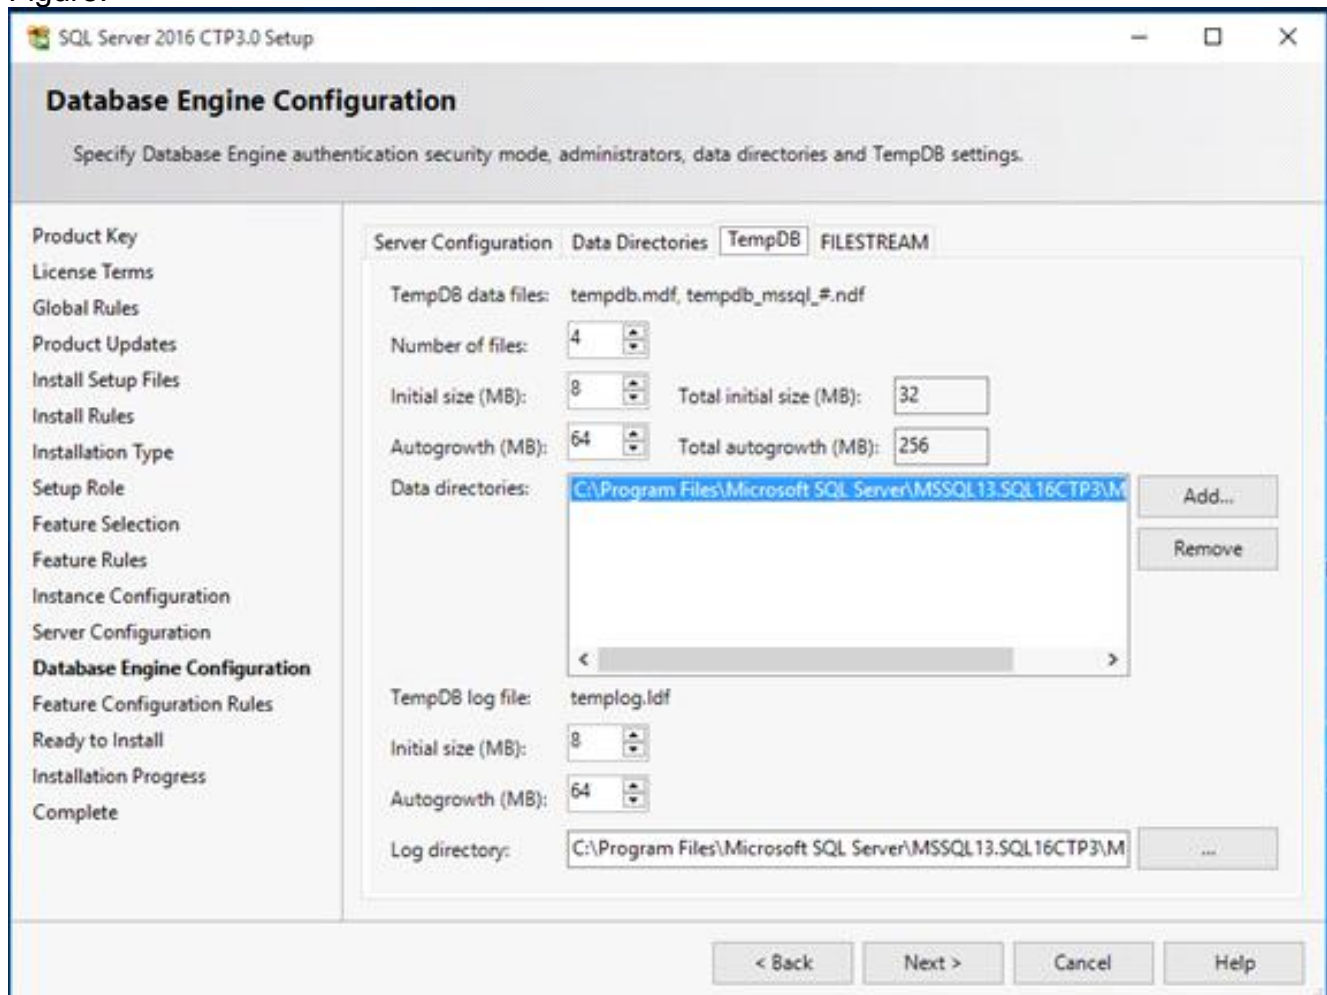 Figure:
SQL Server 2016 CTP3.0 Setup
Database Engine Configuration
Specify Database Engine authentication security mode, administrators, data directories and TempDB settings.
Product Key
License Terms
Global Rules
Product Updates
Install Setup Files
Install Rules
Installation Type
Setup Role
Feature Selection
Feature Rules
Instance Configuration
Server Configuration
Database Engine Configuration
Feature Configuration Rules
Ready to Install
Installation Progress
Complete
Server Configuration Data Directories TempDB FILESTREAM
TempDB data files: tempdb.mdf, tempdb_mssql_#.ndf
Number of files: 4
Initial size (MB): 8 Total initial size (MB): 32
Autogrowth (MB): 64 Total autogrowth (MB): 256
Data directories: C:\Program Files\Microsoft SQL Server\MSSQL13.SQL16CTP3\M
Add...
Remove
TempDB log file: templog.ldf
Initial size (MB): 8
Autogrowth (MB): 64
Log directory: C:\Program Files\Microsoft SQL Server\MSSQL13.SQL16CTP3\M ...
< Back Next > Cancel Help